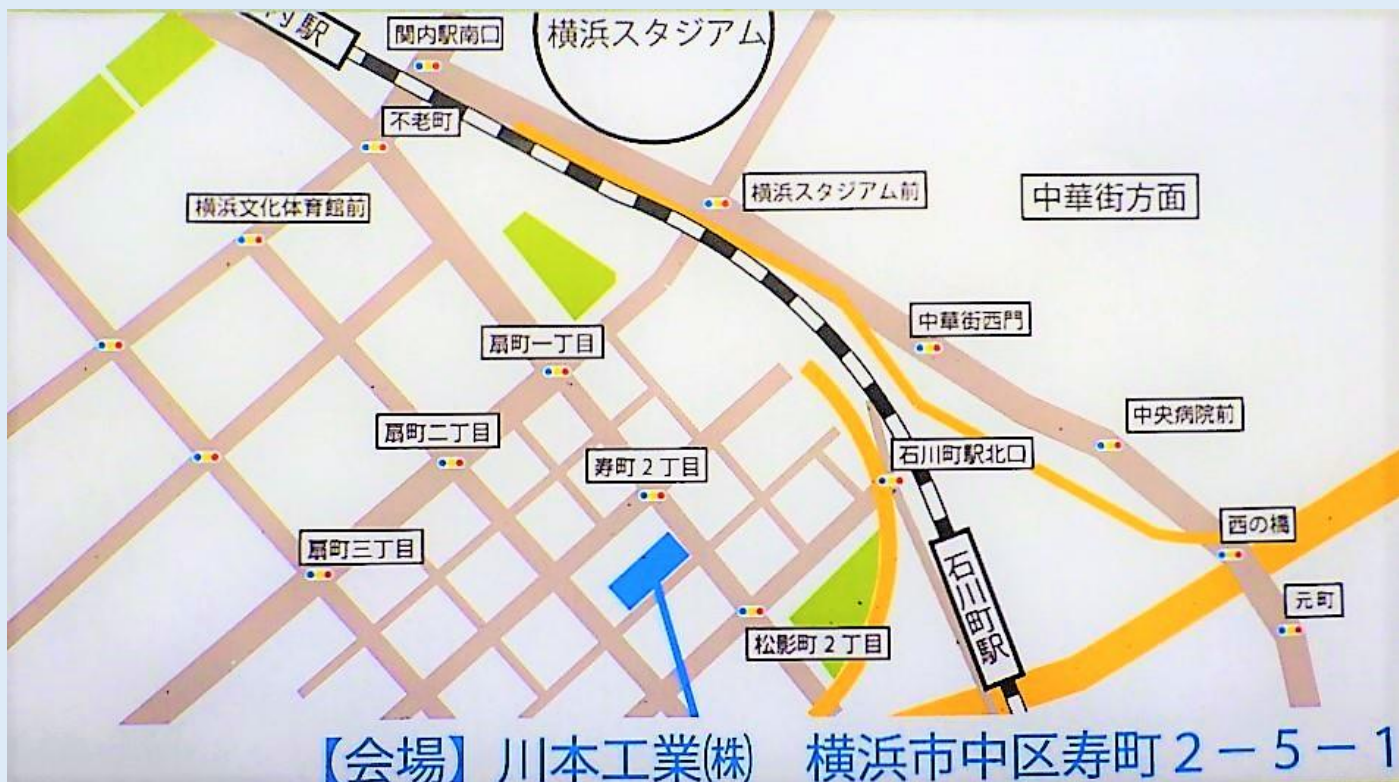 内駅
関内駅南口
横浜スタジアム
不老町
横浜スタジアム前
中華街方面
横浜文化体育館前
中華街西門
扇町一丁目
中央病院前
扇町二丁目
石川町駅北口
寿町２丁目
西の橋
扇町三丁目
石川町駅
元町
松影町２丁目
【会場】川本工業㈱　横浜市中区寿町２－５－１